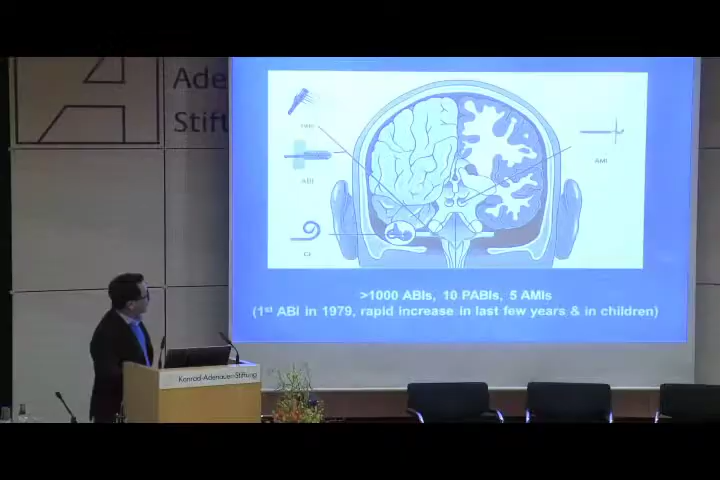 Ade
Stift
ABI
AMI
CI
>1000 ABIs, 10 PABIs, 5 AMIs
(1st ABI in 1979, rapid increase in last few years & in children)
Konrad-Adenauer-Stiftung